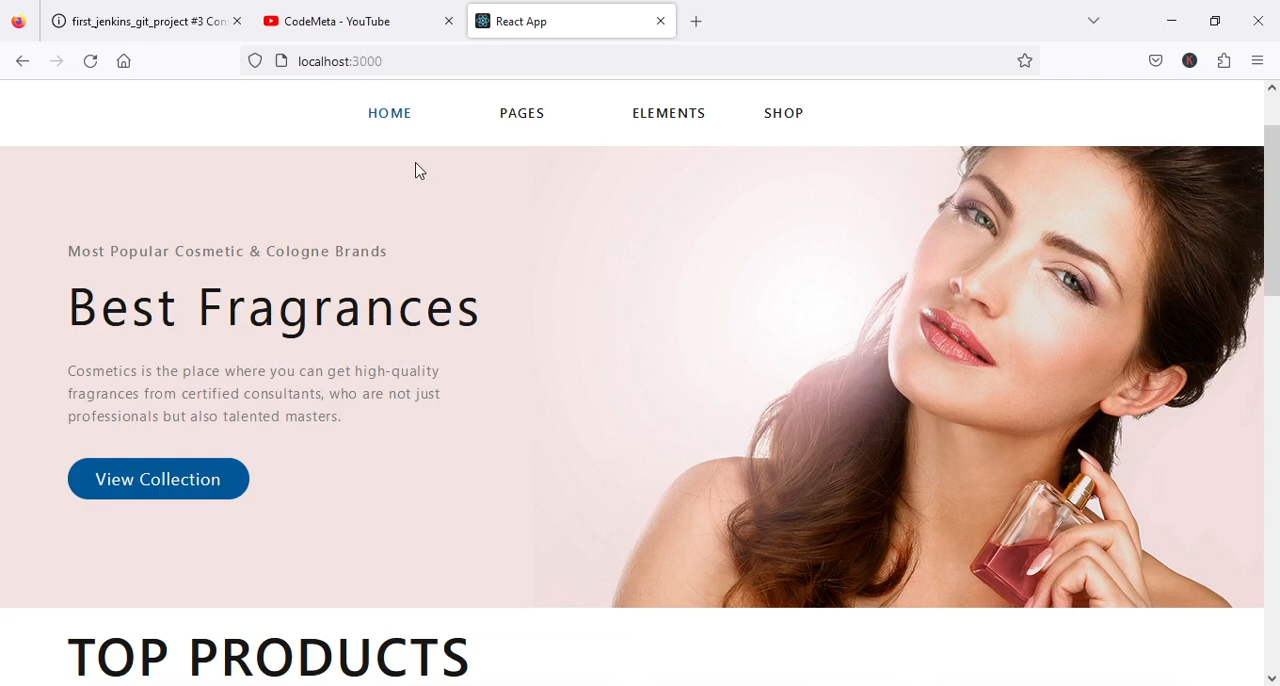 first_jenkins_git_project #3 Con
CodeMeta - YouTube
React App
localhost:3000
K
HOME
PAGES
ELEMENTS
SHOP
Most Popular Cosmetic & Cologne Brands
Best Fragrances
Cosmetics is the place where you can get high-quality
fragrances from certified consultants, who are not just
professionals but also talented masters.
View Collection
TOP PRODUCTS